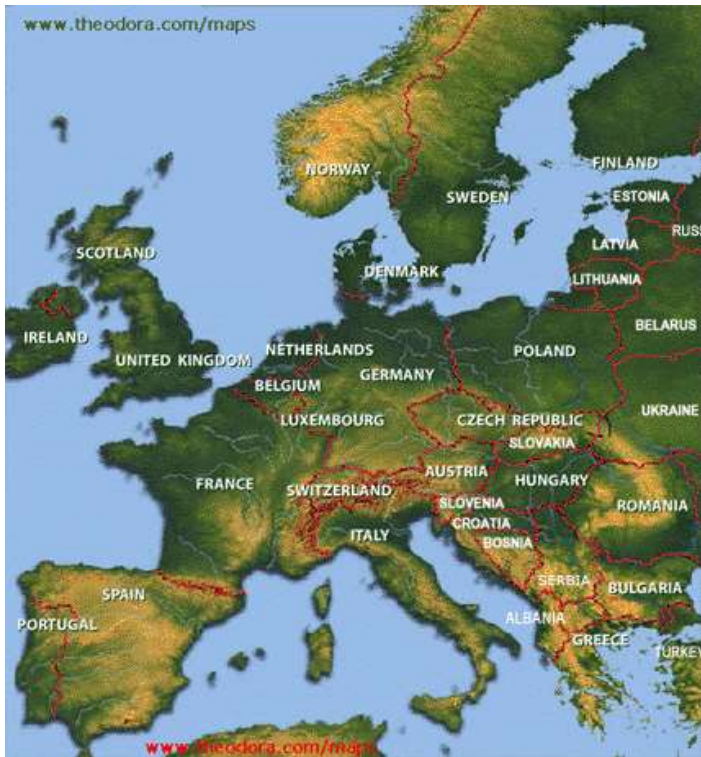 www.theodora.com/maps
NORWAY
FINLAND
SWEDEN
ESTONIA
RUSS
SCOTLAND
LATVIA
DENMARK
LITHUANIA
IRELAND
BELARUS
UNITED KINGDOM
NETHERLANDS
POLAND
BELGIUM
GERMANY
UKRAINE
LUXEMBOURG
CZECH REPUBLIC
SLOVAKIA
FRANCE
SWITZERLAND
AUSTRIA
HUNGARY
SLOVENIA
ROMANIA
CROATIA
ITALY
BOSNIA
SPAIN
SERBIA
BULGARIA
PORTUGAL
ALBANIA
GREECE
TURKEY
www.theodora.com/maps